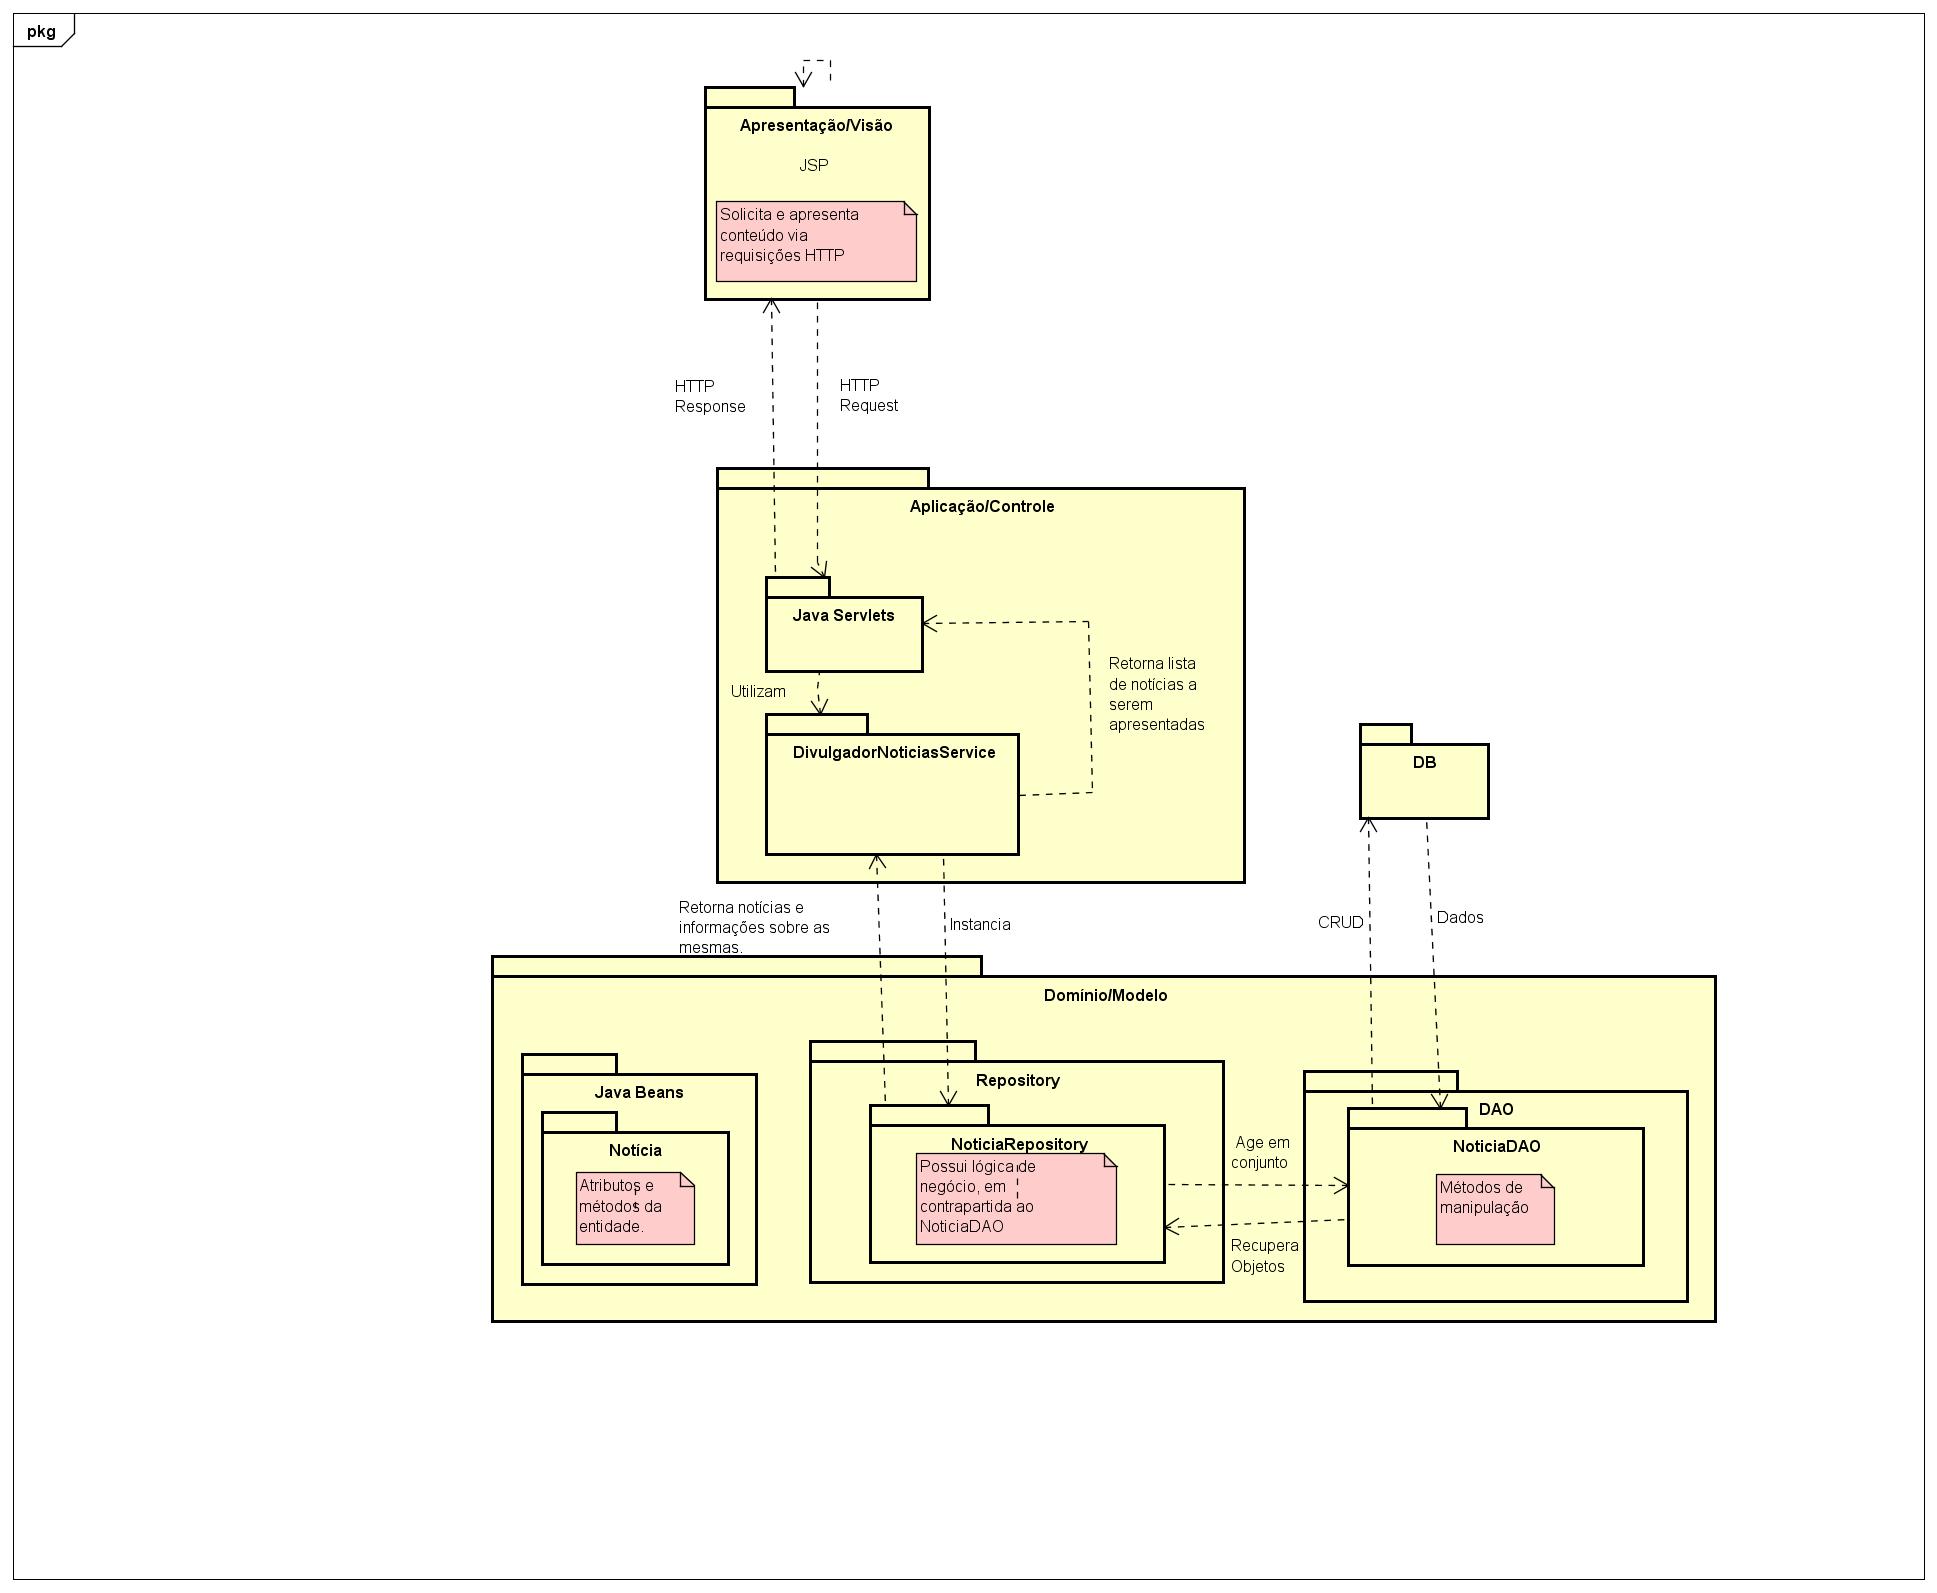 pkg
Apresentação/Visão
JSP
Solicita e apresenta
conteúdo via
requisições HTTP
HTTP
Response
HTTP
Request
Aplicação/Controle
Java Servlets
Utilizam
Retorna lista
de notícias a
serem
apresentadas
DivulgadorNoticiasService
DB
Retorna notícias e
informações sobre as
mesmas.
Instancia
CRUD
Dados
Domínio/Modelo
Java Beans
Notícia
Atributos e
métodos da
entidade.
Repository
NoticiaRepository
Possui lógica de
negócio, em
contrapartida ao
NoticiaDAO
Age em
conjunto
Recupera
Objetos
DAO
NoticiaDAO
Métodos de
manipulação